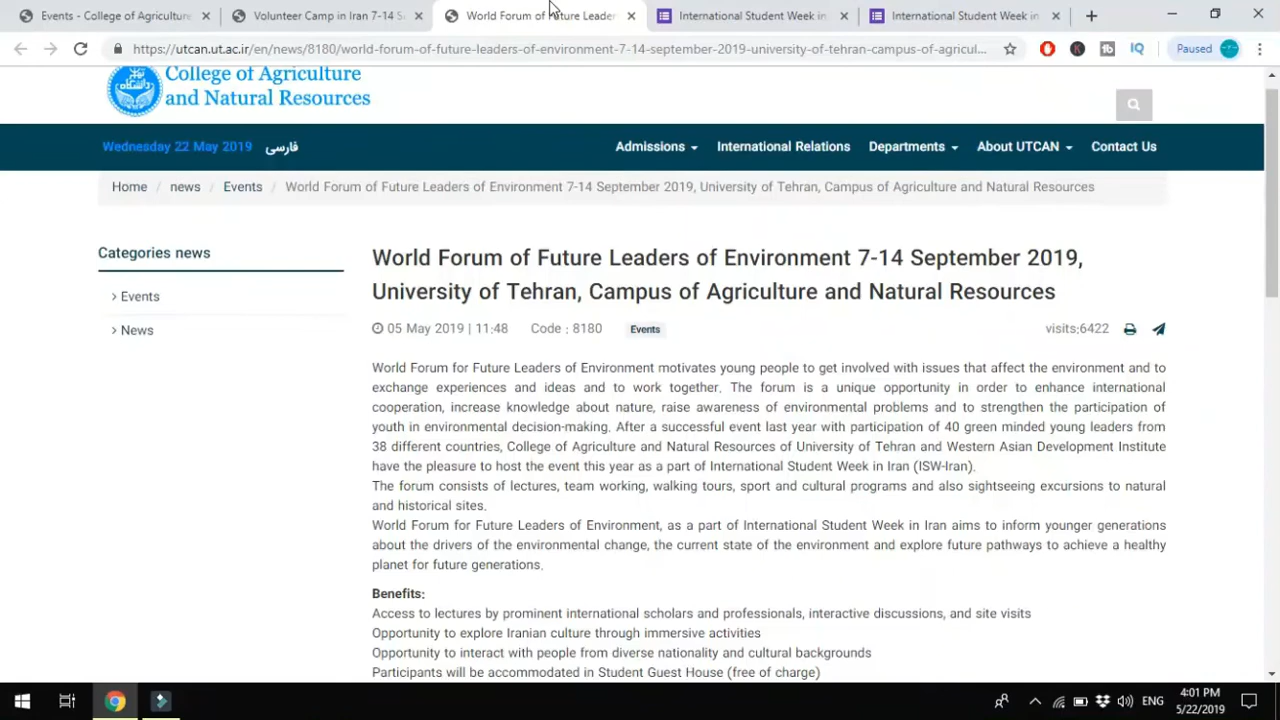 Events - College of Agriculture
Volunteer Camp in Iran 7-14 S
World Forum of Future Leader
International Student Week in
International Student Week in
https://utcan.ut.ac.ir/en/news/8180/world-forum-of-future-leaders-of-environment-7-14-september-2019-university-of-tehran-campus-of-agricul...
Paused
College of Agriculture
and Natural Resources
Wednesday 22 May 2019 فارسی Admissions International Relations Departments About UTCAN Contact Us
Home / news / Events / World Forum of Future Leaders of Environment 7-14 September 2019, University of Tehran, Campus of Agriculture and Natural Resources
Categories news
> Events
> News
World Forum of Future Leaders of Environment 7-14 September 2019,
University of Tehran, Campus of Agriculture and Natural Resources
05 May 2019 | 11:48 Code : 8180 Events visits:6422
World Forum for Future Leaders of Environment motivates young people to get involved with issues that affect the environment and to
exchange experiences and ideas and to work together. The forum is a unique opportunity in order to enhance international
cooperation, increase knowledge about nature, raise awareness of environmental problems and to strengthen the participation of
youth in environmental decision-making. After a successful event last year with participation of 40 green minded young leaders from
38 different countries, College of Agriculture and Natural Resources of University of Tehran and Western Asian Development Institute
have the pleasure to host the event this year as a part of International Student Week in Iran (ISW-Iran).
The forum consists of lectures, team working, walking tours, sport and cultural programs and also sightseeing excursions to natural
and historical sites.
World Forum for Future Leaders of Environment, as a part of International Student Week in Iran aims to inform younger generations
about the drivers of the environmental change, the current state of the environment and explore future pathways to achieve a healthy
planet for future generations.
Benefits:
Access to lectures by prominent international scholars and professionals, interactive discussions, and site visits
Opportunity to explore Iranian culture through immersive activities
Opportunity to interact with people from diverse nationality and cultural backgrounds
Participants will be accommodated in Student Guest House (free of charge)
ENG
4:01 PM
5/22/2019